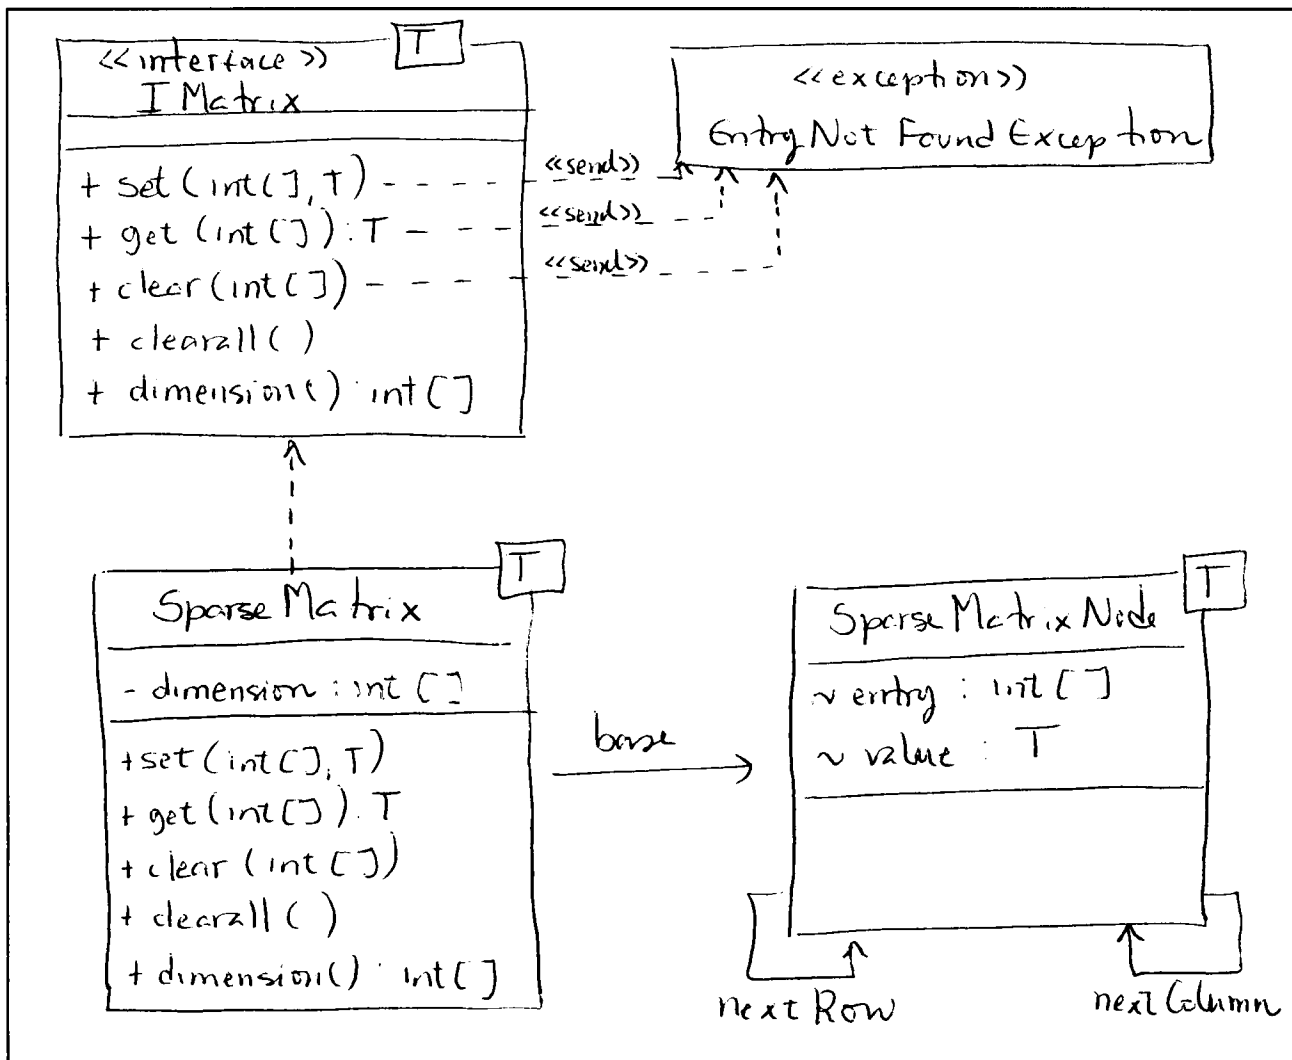 <<interface>>
T
IMatrix
+ set(int[], T)
+ get(int[]): T
+ clear(int[])
+ clearall()
+ dimension() int[]
<<exception>>
EntryNotFoundException
<<send>>
<<send>>
<<send>>
T
SparseMatrix
- dimension : int []
+ set(int[], T)
+ get(int[]). T
+ clear(int[])
+ clearall()
+ dimension() int[]
base
T
SparseMatrixNode
~ entry : int[]
~ value : T
nextRow
nextColumn